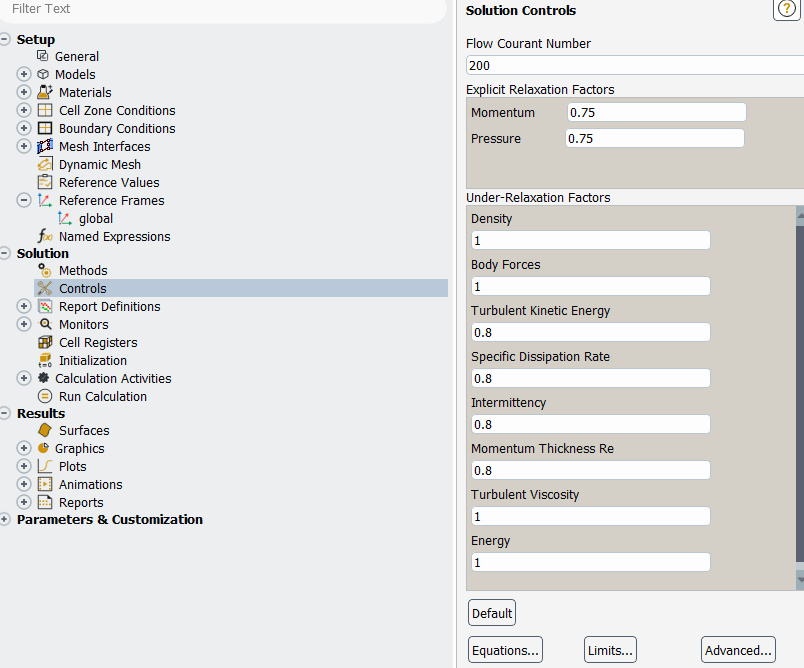 Filter Text
Setup
General
Models
Materials
Cell Zone Conditions
Boundary Conditions
Mesh Interfaces
Dynamic Mesh
Reference Values
Reference Frames
global
Named Expressions
Solution
Methods
Controls
Report Definitions
Monitors
Cell Registers
Initialization
Calculation Activities
Run Calculation
Results
Surfaces
Graphics
Plots
Animations
Reports
Parameters & Customization
Solution Controls
?
Flow Courant Number
200
Explicit Relaxation Factors
Momentum 0.75
Pressure 0.75
Under-Relaxation Factors
Density
1
Body Forces
1
Turbulent Kinetic Energy
0.8
Specific Dissipation Rate
0.8
Intermittency
0.8
Momentum Thickness Re
0.8
Turbulent Viscosity
1
Energy
1
Default
Equations... Limits... Advanced...